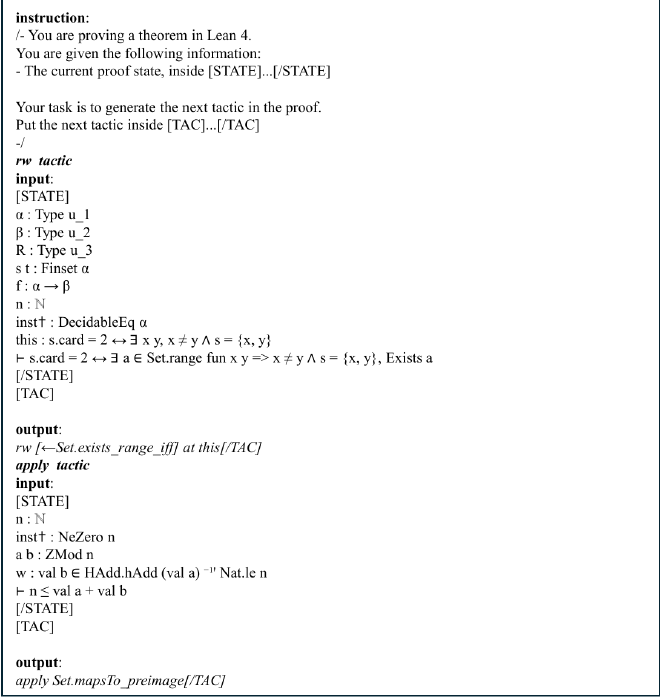 instruction:
/- You are proving a theorem in Lean 4.
You are given the following information:
- The current proof state, inside [STATE]...[/STATE]
Your task is to generate the next tactic in the proof.
Put the next tactic inside [TAC]...[/TAC]
-/
rw tactic
input:
[STATE]
α : Type u_1
β : Type u_2
R : Type u_3
s t : Finset α
f : α → β
n : ℕ
inst† : DecidableEq α
this : s.card = 2 ↔ ∃ x y, x ≠ y ∧ s = {x, y}
⊢ s.card = 2 ↔ ∃ a ∈ Set.range fun x y => x ≠ y ∧ s = {x, y}, Exists a
[/STATE]
[TAC]
output:
rw [←Set.exists_range_iff] at this[/TAC]
apply tactic
input:
[STATE]
n : ℕ
inst† : NeZero n
a b : ZMod n
w : val b ∈ HAdd.hAdd (val a) ⁻¹' Nat.le n
⊢ n ≤ val a + val b
[/STATE]
[TAC]
output:
apply Set.mapsTo_preimage[/TAC]